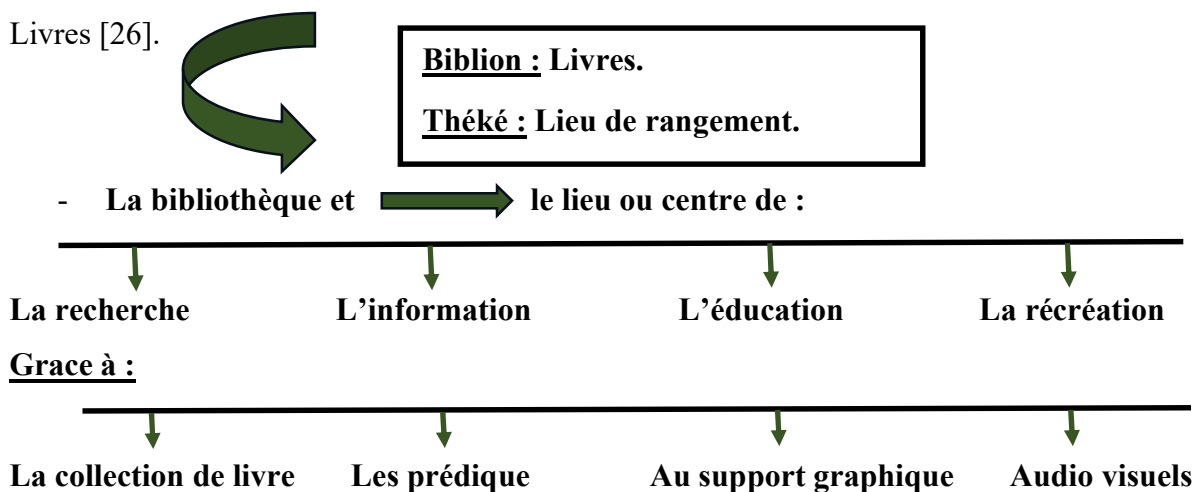 Livres [26].
Biblion : Livres.
Théké : Lieu de rangement.
- La bibliothèque et le lieu ou centre de :
La recherche L’information L’éducation La récréation
Grace à :
La collection de livre Les prédique Au support graphique Audio visuels